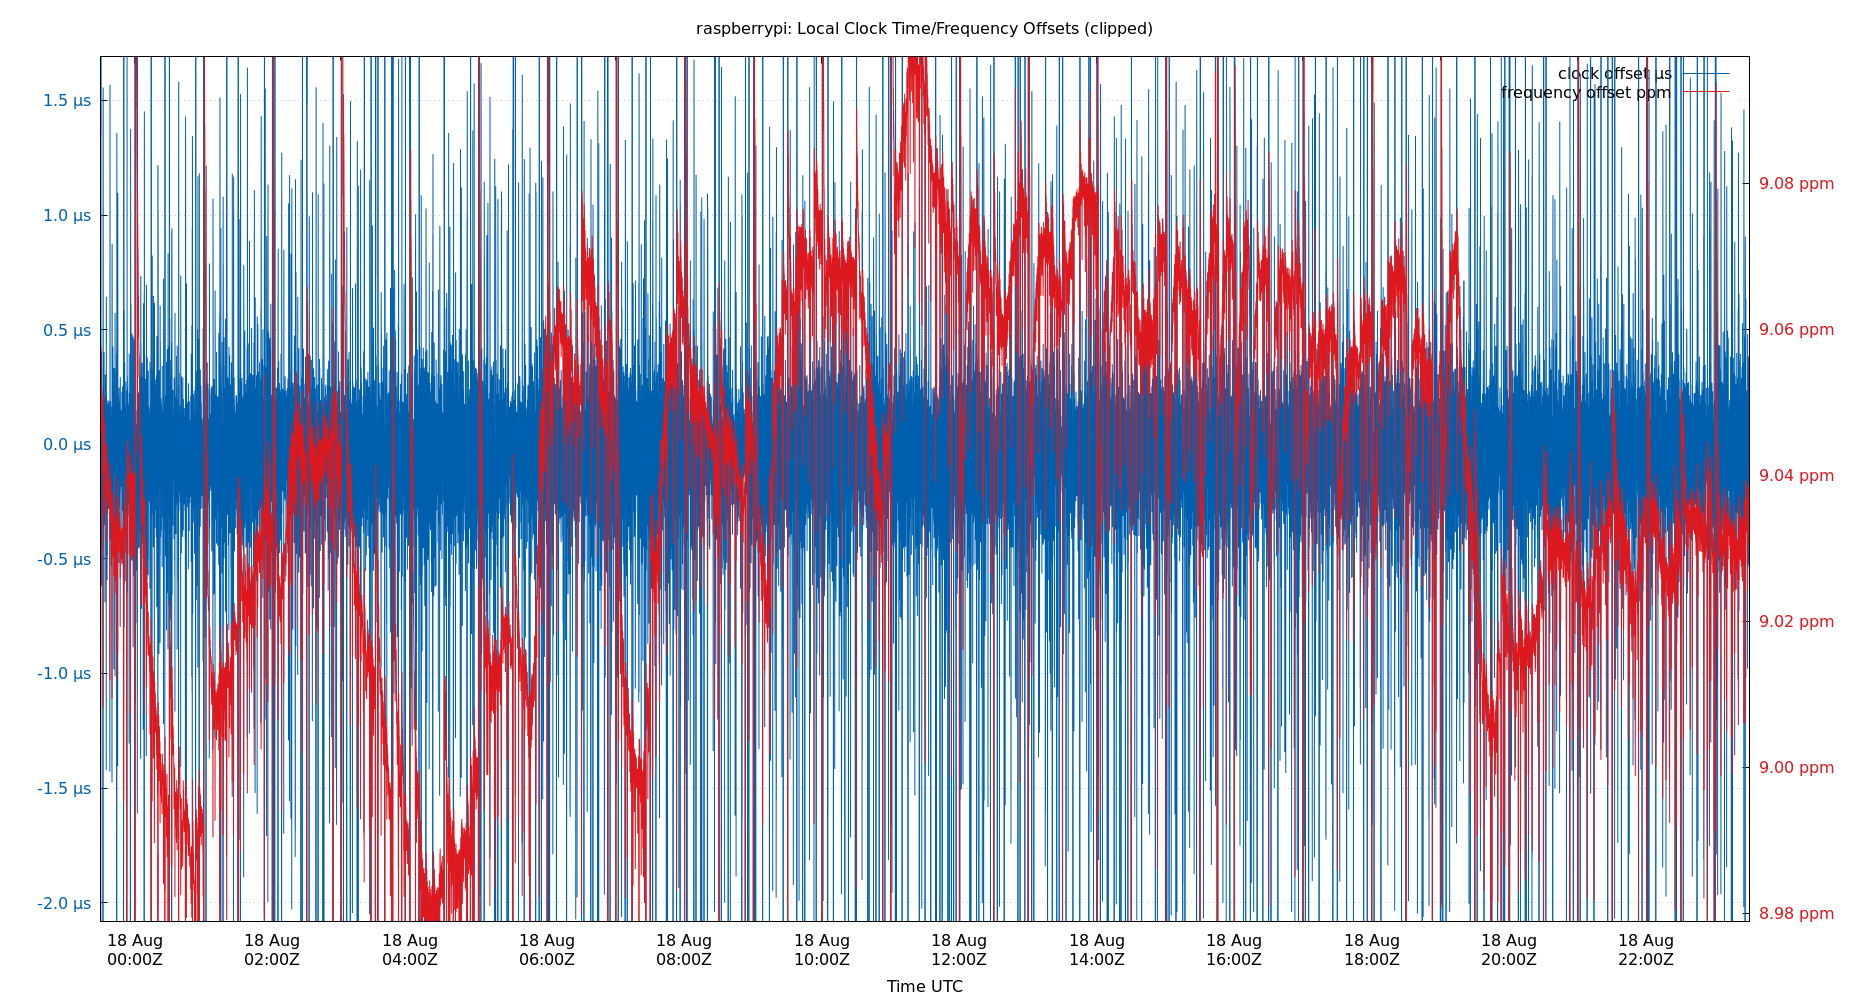 raspberrypi: Local Clock Time/Frequency Offsets (clipped)
clock offset µs
frequency offset ppm
1.5 µs
1.0 µs
0.5 µs
0.0 µs
-0.5 µs
-1.0 µs
-1.5 µs
-2.0 µs
9.08 ppm
9.06 ppm
9.04 ppm
9.02 ppm
9.00 ppm
8.98 ppm
18 Aug 18 Aug 18 Aug 18 Aug 18 Aug 18 Aug 18 Aug 18 Aug 18 Aug 18 Aug 18 Aug 18 Aug
00:00Z 02:00Z 04:00Z 06:00Z 08:00Z 10:00Z 12:00Z 14:00Z 16:00Z 18:00Z 20:00Z 22:00Z
Time UTC